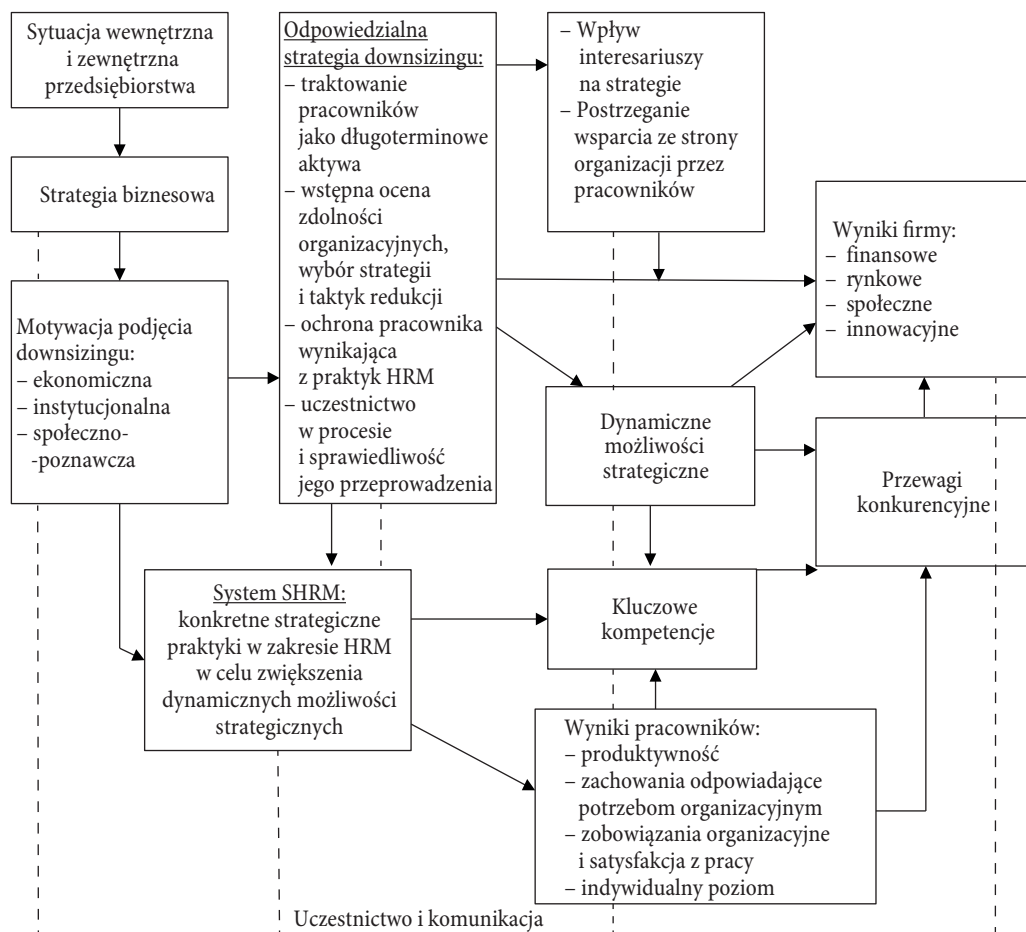 Sytuacja wewnętrzna
i zewnętrzna
przedsiębiorstwa
Strategia biznesowa
Motywacja podjęcia
downsizingu:
– ekonomiczna
– instytucjonalna
– społeczno-
-poznawcza
Odpowiedzialna
strategia downsizingu:
– traktowanie
pracowników
jako długoterminowe
aktywa
– wstępna ocena
zdolności
organizacyjnych,
wybór strategii
i taktyk redukcji
– ochrona pracownika
wynikająca
z praktyk HRM
– uczestnictwo
w procesie
i sprawiedliwość
jego przeprowadzenia
– Wpływ
interesariuszy
na strategie
– Postrzeganie
wsparcia ze strony
organizacji przez
pracowników
Wyniki firmy:
– finansowe
– rynkowe
– społeczne
– innowacyjne
Dynamiczne
możliwości
strategiczne
Przewagi
konkurencyjne
System SHRM:
konkretne strategiczne
praktyki w zakresie HRM
w celu zwiększenia
dynamicznych możliwości
strategicznych
Kluczowe
kompetencje
Wyniki pracowników:
– produktywność
– zachowania odpowiadające
potrzebom organizacyjnym
– zobowiązania organizacyjne
i satysfakcja z pracy
– indywidualny poziom
Uczestnictwo i komunikacja